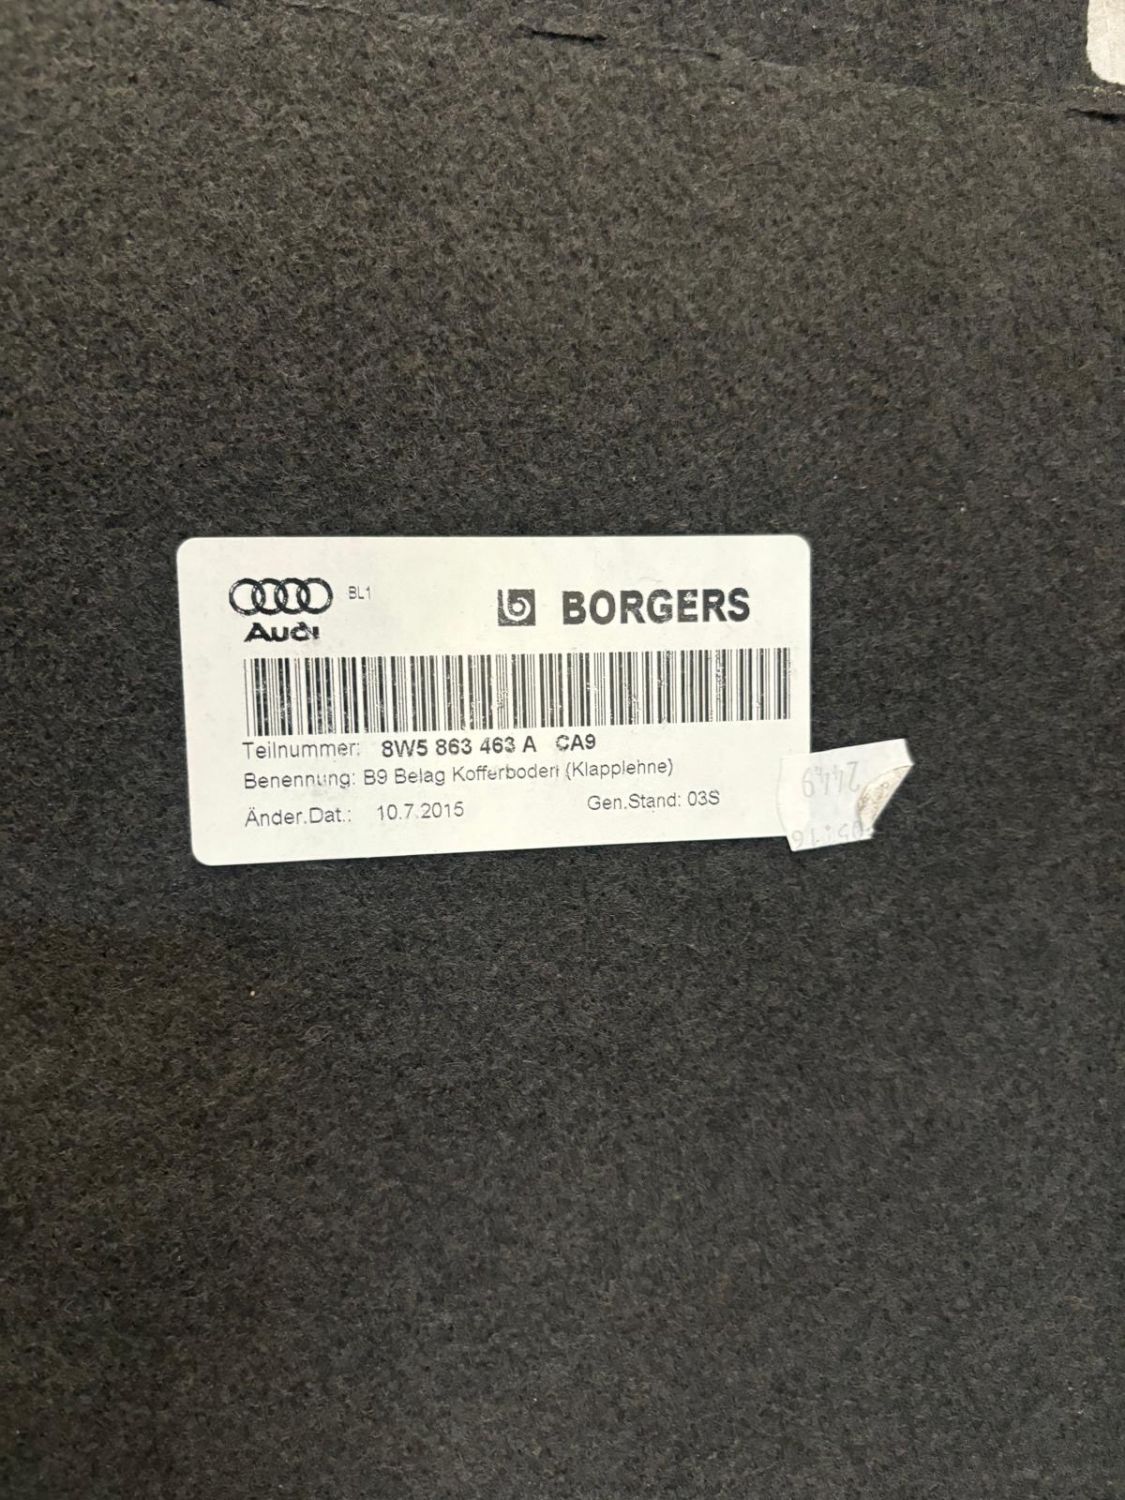 BL1
Audi
BORGERS
Teilnummer: 8W5 863 463 A CA9
Benennung: B9 Belag Kofferboden (Klapplehne)
Änder.Dat.: 10.7.2015 Gen.Stand: 03S
2449